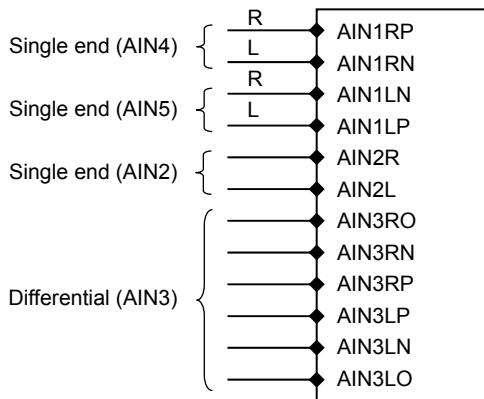 R
AIN1RP
Single end (AIN4)
L
AIN1RN
R
AIN1LN
Single end (AIN5)
L
AIN1LP
AIN2R
Single end (AIN2)
AIN2L
AIN3RO
AIN3RN
AIN3RP
Differential (AIN3)
AIN3LP
AIN3LN
AIN3LO